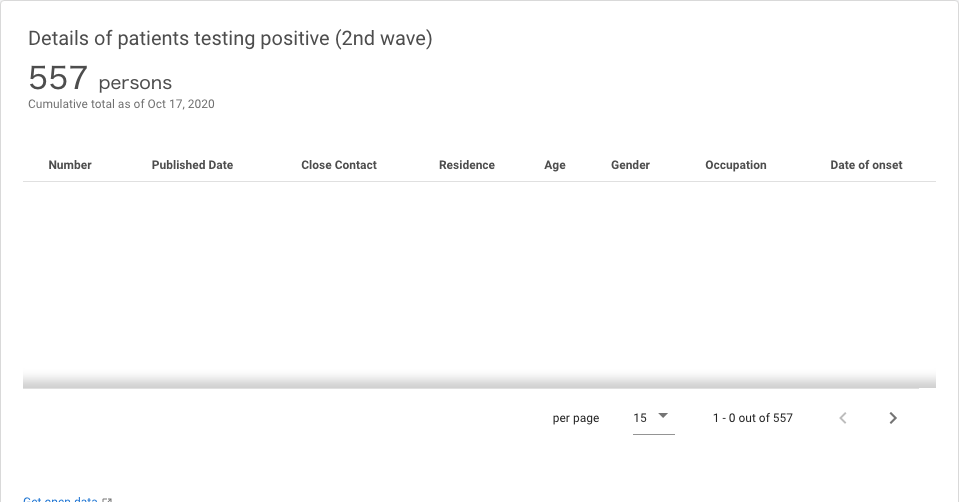 Details of patients testing positive (2nd wave)
557 persons
Cumulative total as of Oct 17, 2020
Number Published Date Close Contact Residence Age Gender Occupation Date of onset
per page 15 1 - 0 out of 557
Get open data